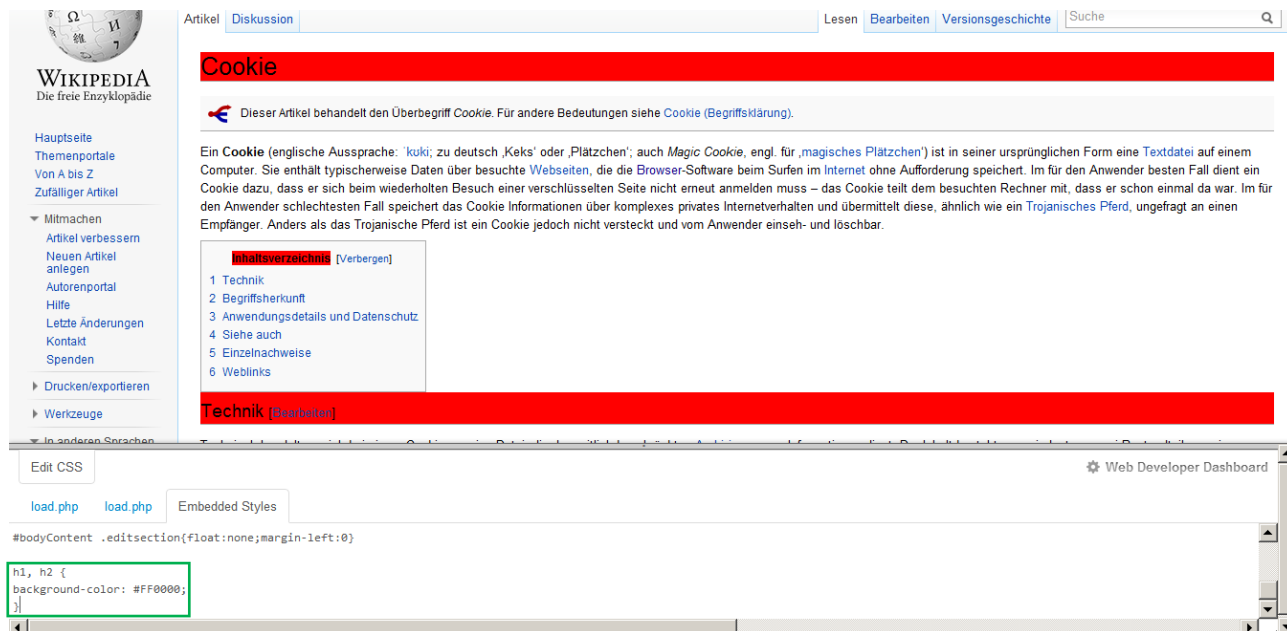 Ω
И
維
7
WIKIPEDIA
Die freie Enzyklopädie
Artikel Diskussion
Lesen Bearbeiten Versionsgeschichte Suche
Hauptseite
Themenportale
Von A bis Z
Zufälliger Artikel
Mitmachen
Artikel verbessern
Neuen Artikel
anlegen
Autorenportal
Hilfe
Letzte Änderungen
Kontakt
Spenden
Drucken/exportieren
Werkzeuge
In anderen Sprachen
Cookie
Dieser Artikel behandelt den Überbegriff Cookie. Für andere Bedeutungen siehe Cookie (Begriffsklärung).
Ein Cookie (englische Aussprache: ˈkuki; zu deutsch ‚Keks' oder ‚Plätzchen'; auch Magic Cookie, engl. für ‚magisches Plätzchen') ist in seiner ursprünglichen Form eine Textdatei auf einem
Computer. Sie enthält typischerweise Daten über besuchte Webseiten, die die Browser-Software beim Surfen im Internet ohne Aufforderung speichert. Im für den Anwender besten Fall dient ein
Cookie dazu, dass er sich beim wiederholten Besuch einer verschlüsselten Seite nicht erneut anmelden muss – das Cookie teilt dem besuchten Rechner mit, dass er schon einmal da war. Im für
den Anwender schlechtesten Fall speichert das Cookie Informationen über komplexes privates Internetverhalten und übermittelt diese, ähnlich wie ein Trojanisches Pferd, ungefragt an einen
Empfänger. Anders als das Trojanische Pferd ist ein Cookie jedoch nicht versteckt und vom Anwender einseh- und löschbar.
Inhaltsverzeichnis [Verbergen]
1 Technik
2 Begriffsherkunft
3 Anwendungsdetails und Datenschutz
4 Siehe auch
5 Einzelnachweise
6 Weblinks
Technik [Bearbeiten]
Edit CSS
Web Developer Dashboard
load.php load.php Embedded Styles
#bodyContent .editsection{float:none;margin-left:0}
h1, h2 {
background-color: #FF0000;
}